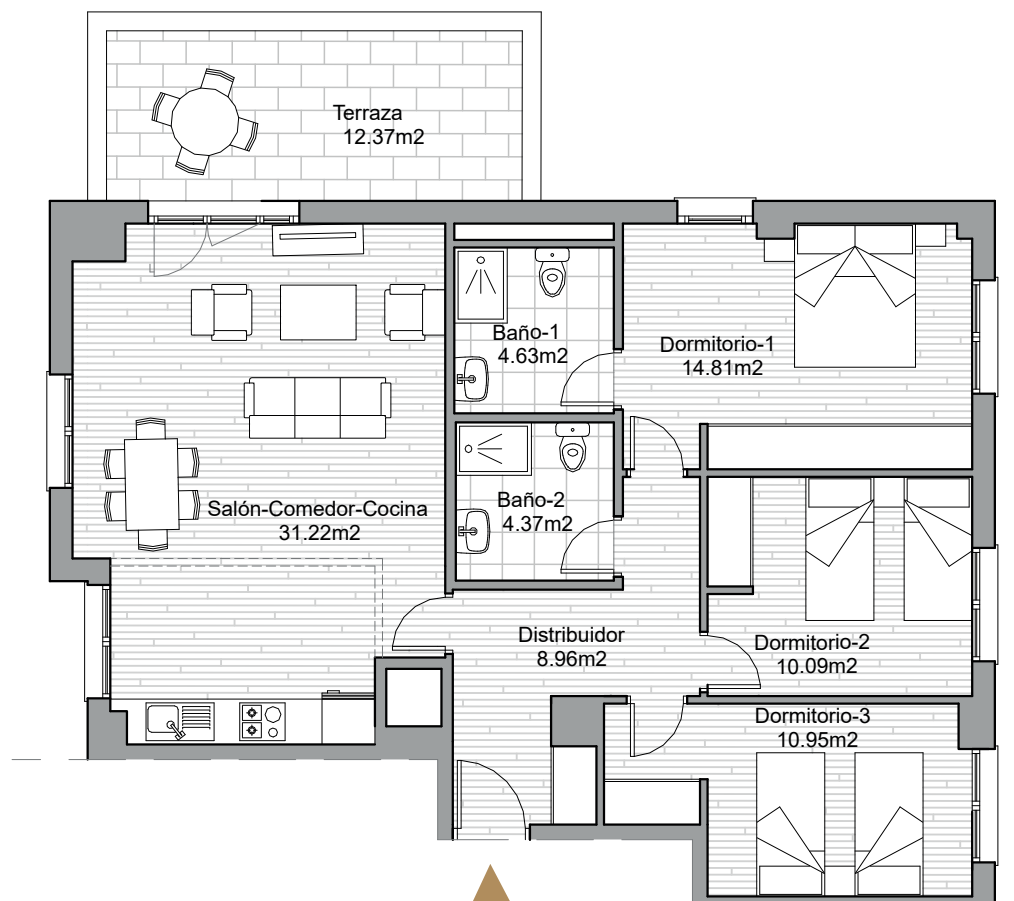 Terraza
12.37m2
Baño-1
4.63m2
Dormitorio-1
14.81m2
Salón-Comedor-Cocina
31.22m2
Baño-2
4.37m2
Distribuidor
8.96m2
Dormitorio-2
10.09m2
Dormitorio-3
10.95m2